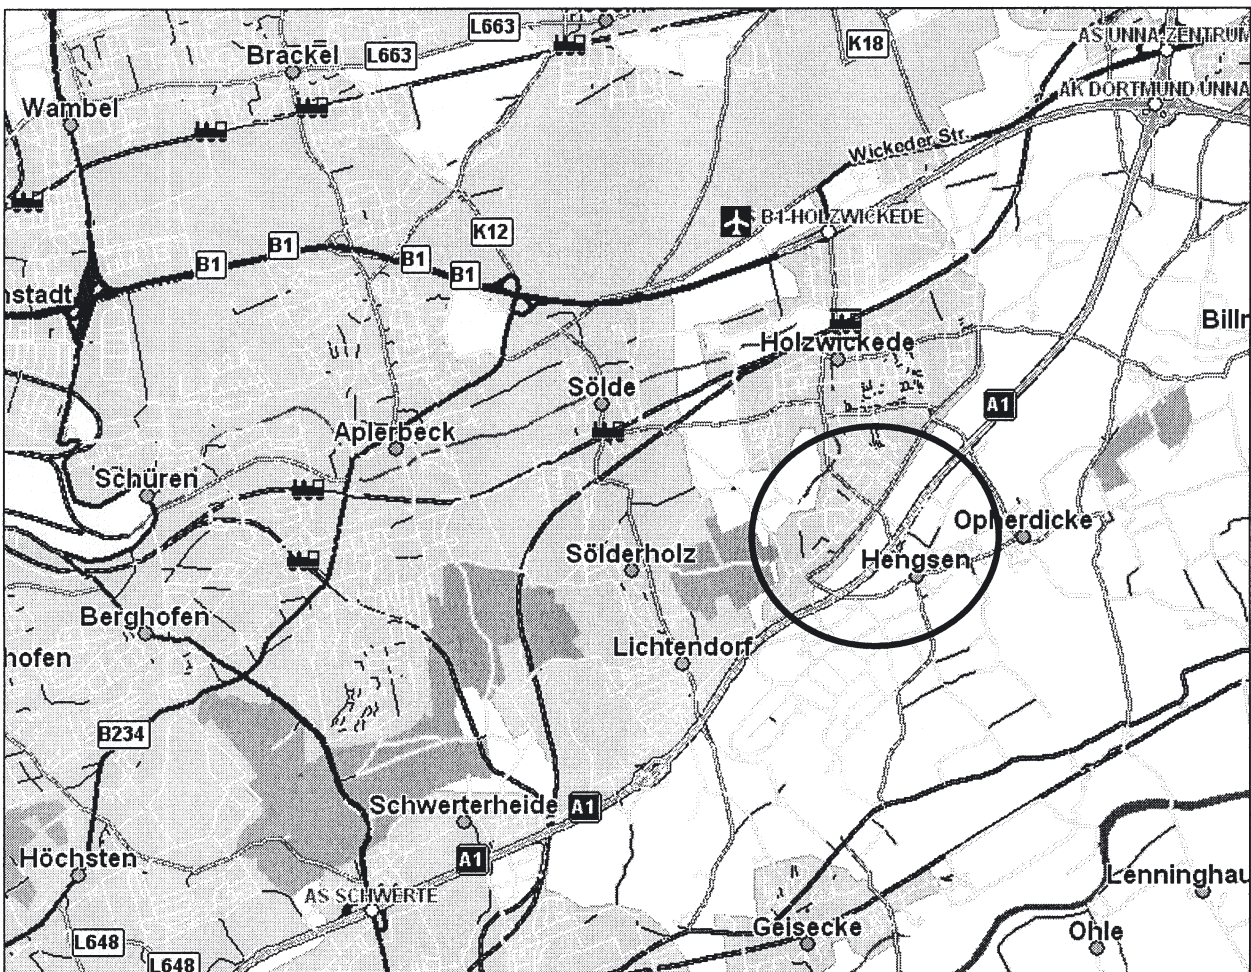 L663
K18
AS UNNA-ZENTRUM
Brackel
L663
AK DORTMUND UNNA
Wambel
Wickeder Str.
B1-HOLZWICKEDE
K12
B1
B1
B1
B1
nstadt
Billr
Holzwickede
Sölde
A1
Aplerbeck
Schüren
Opherdicke
Sölderholz
Hengsen
Berghofen
hofen
Lichtendorf
B234
Schwerterheide
A1
Höchsten
A1
Lenninghau
AS SCHWERTE
Geisecke
Ohle
L648
L648